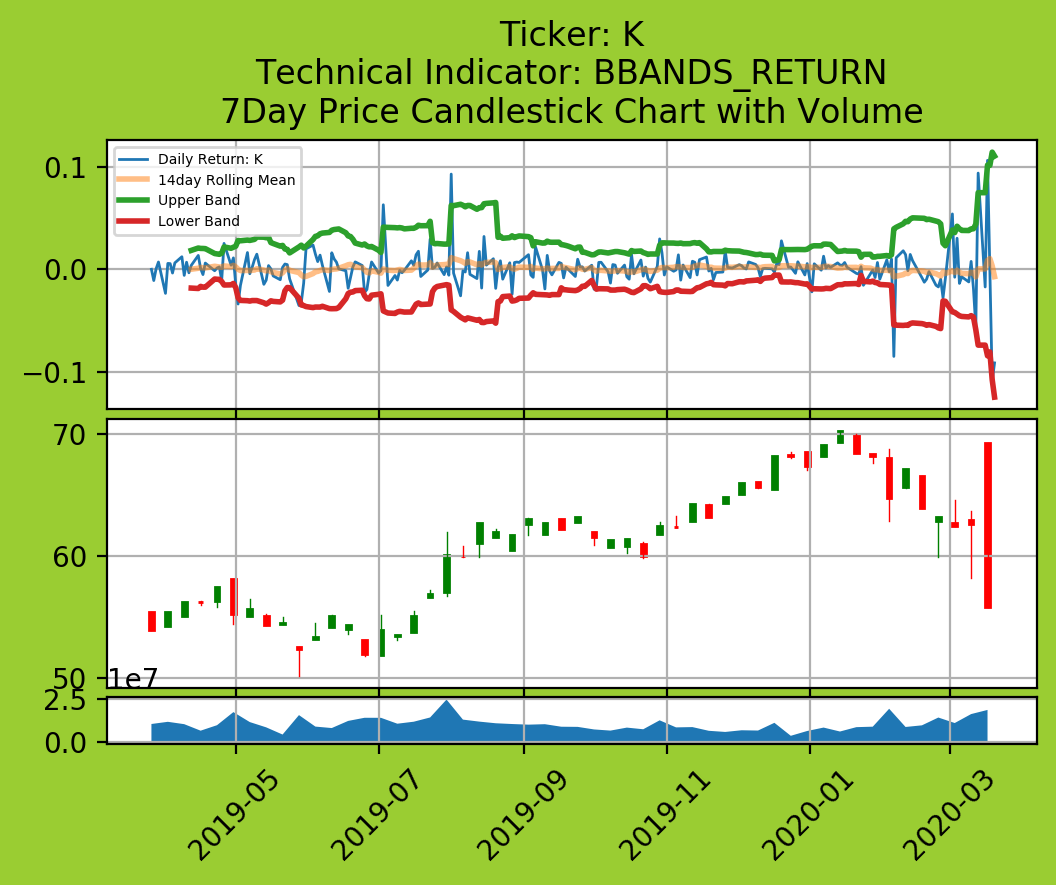 Ticker: K
Technical Indicator: BBANDS_RETURN
7Day Price Candlestick Chart with Volume
Daily Return: K
14day Rolling Mean
Upper Band
Lower Band
0.1
0.0
−0.1
70
60
50
1e7
2.5
0.0
2019-05
2019-07
2019-09
2019-11
2020-01
2020-03